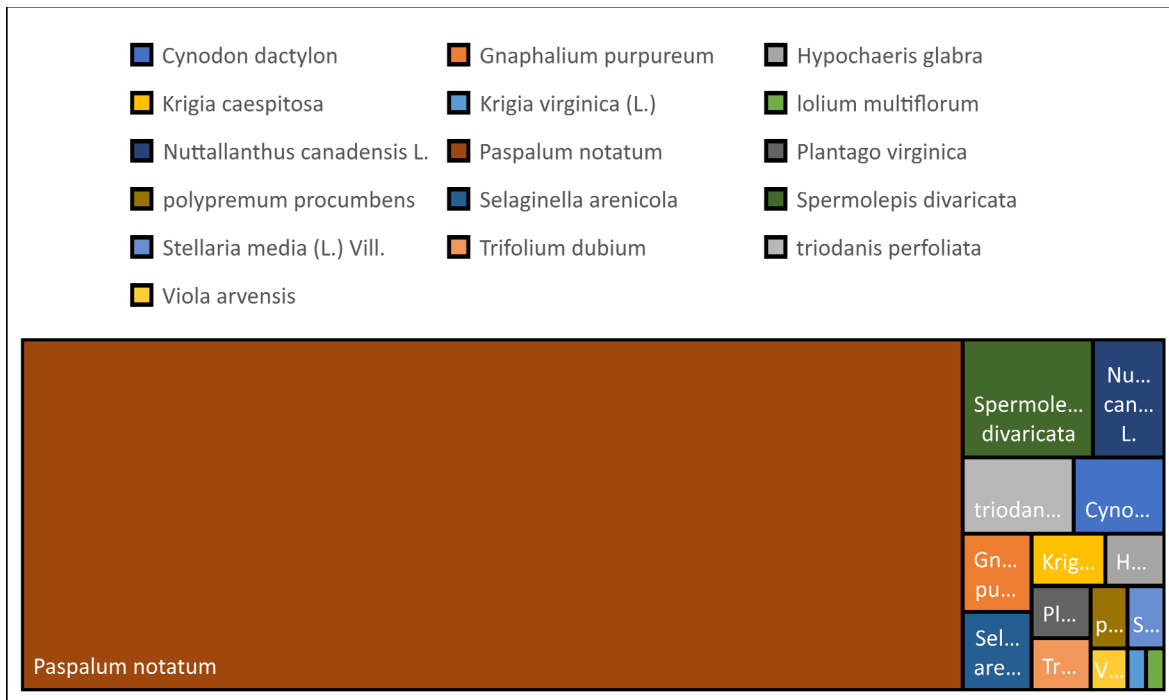 Cynodon dactylon
Gnaphalium purpureum
Hypochaeris glabra
Krigia caespitosa
Krigia virginica (L.)
lolium multiflorum
Nuttallanthus canadensis L.
Paspalum notatum
Plantago virginica
polypremum procumbens
Selaginella arenicola
Spermolepis divaricata
Stellaria media (L.) Vill.
Trifolium dubium
triodanis perfoliata
Viola arvensis
Paspalum notatum
Spermole...
divaricata
Nu...
can...
L.
triodan...
Cyno...
Gn...
pu...
Krig...
H...
Sel...
are...
Pl...
Tr...
p...
S...
V...